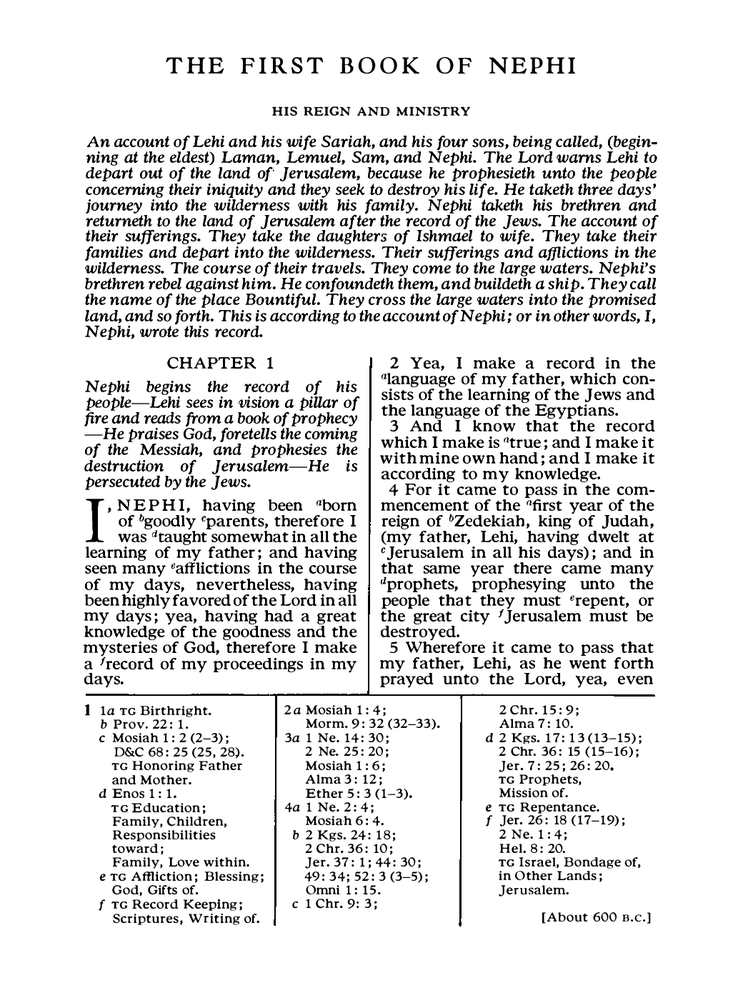 THE FIRST BOOK OF NEPHI
HIS REIGN AND MINISTRY
An account of Lehi and his wife Sariah, and his four sons, being called, (begin-
ning at the eldest) Laman, Lemuel, Sam, and Nephi. The Lord warns Lehi to
depart out of the land of Jerusalem, because he prophesieth unto the people
concerning their iniquity and they seek to destroy his life. He taketh three days'
journey into the wilderness with his family. Nephi taketh his brethren and
returneth to the land of Jerusalem after the record of the Jews. The account of
their sufferings. They take the daughters of Ishmael to wife. They take their
families and depart into the wilderness. Their sufferings and afflictions in the
wilderness. The course of their travels. They come to the large waters. Nephi's
brethren rebel against him. He confoundeth them, and buildeth a ship. They call
the name of the place Bountiful. They cross the large waters into the promised
land, and so forth. This is according to the account of Nephi; or in other words, I,
Nephi, wrote this record.
CHAPTER 1
Nephi begins the record of his
people—Lehi sees in vision a pillar of
fire and reads from a book of prophecy
—He praises God, foretells the coming
of the Messiah, and prophesies the
destruction of Jerusalem—He is
persecuted by the Jews.
I, NEPHI, having been aborn
of bgoodly cparents, therefore I
was dtaught somewhat in all the
learning of my father; and having
seen many eafflictions in the course
of my days, nevertheless, having
been highly favored of the Lord in all
my days; yea, having had a great
knowledge of the goodness and the
mysteries of God, therefore I make
a frecord of my proceedings in my
days.
2 Yea, I make a record in the
alanguage of my father, which con-
sists of the learning of the Jews and
the language of the Egyptians.
3 And I know that the record
which I make is atrue; and I make it
with mine own hand; and I make it
according to my knowledge.
4 For it came to pass in the com-
mencement of the afirst year of the
reign of bZedekiah, king of Judah,
(my father, Lehi, having dwelt at
cJerusalem in all his days); and in
that same year there came many
dprophets, prophesying unto the
people that they must erepent, or
the great city fJerusalem must be
destroyed.
5 Wherefore it came to pass that
my father, Lehi, as he went forth
prayed unto the Lord, yea, even
1 1a TG Birthright.
b Prov. 22: 1.
c Mosiah 1: 2 (2–3);
D&C 68: 25 (25, 28).
TG Honoring Father
and Mother.
d Enos 1: 1.
TG Education;
Family, Children,
Responsibilities
toward;
Family, Love within.
e TG Affliction; Blessing;
God, Gifts of.
f TG Record Keeping;
Scriptures, Writing of.
2a Mosiah 1: 4;
Morm. 9: 32 (32–33).
3a 1 Ne. 14: 30;
2 Ne. 25: 20;
Mosiah 1: 6;
Alma 3: 12;
Ether 5: 3 (1–3).
4a 1 Ne. 2: 4;
Mosiah 6: 4.
b 2 Kgs. 24: 18;
2 Chr. 36: 10;
Jer. 37: 1; 44: 30;
49: 34; 52: 3 (3–5);
Omni 1: 15.
c 1 Chr. 9: 3;
2 Chr. 15: 9;
Alma 7: 10.
d 2 Kgs. 17: 13 (13–15);
2 Chr. 36: 15 (15–16);
Jer. 7: 25; 26: 20.
TG Prophets,
Mission of.
e TG Repentance.
f Jer. 26: 18 (17–19);
2 Ne. 1: 4;
Hel. 8: 20.
TG Israel, Bondage of,
in Other Lands;
Jerusalem.
[About 600 B.C.]